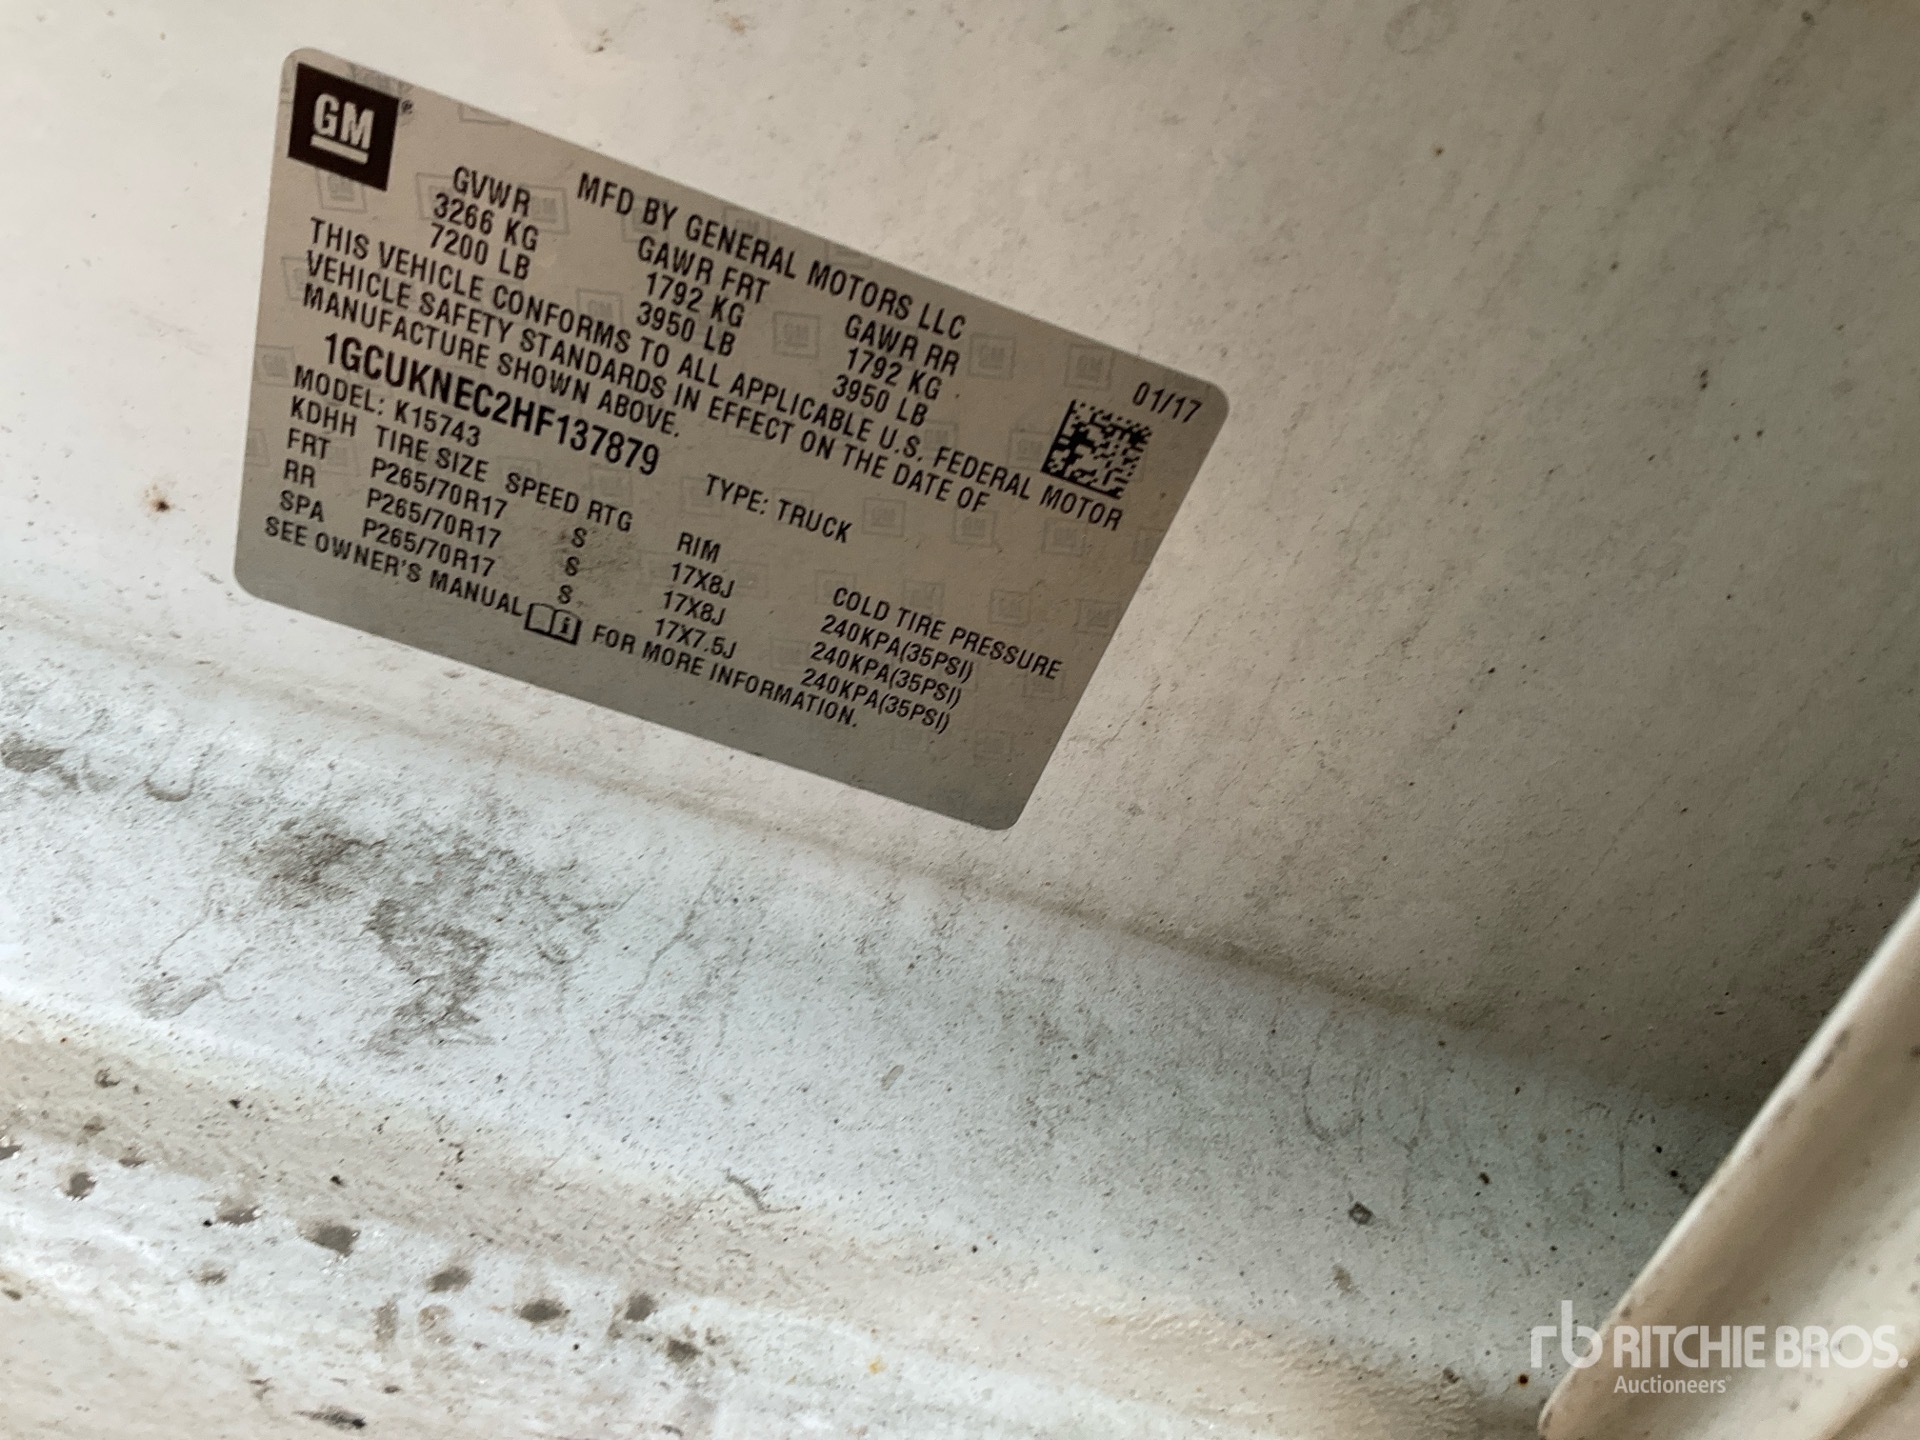 GM®
MFD BY GENERAL MOTORS LLC 01/17
GVWR GAWR FRT GAWR RR
3266 KG 1792 KG 1792 KG
7200 LB 3950 LB 3950 LB
THIS VEHICLE CONFORMS TO ALL APPLICABLE U.S. FEDERAL MOTOR
VEHICLE SAFETY STANDARDS IN EFFECT ON THE DATE OF
MANUFACTURE SHOWN ABOVE.
1GCUKNEC2HF137879 TYPE: TRUCK
MODEL: K15743
KDHH TIRE SIZE SPEED RTG RIM COLD TIRE PRESSURE
FRT P265/70R17 S 17X8J 240KPA(35PSI)
RR P265/70R17 S 17X8J 240KPA(35PSI)
SPA P265/70R17 S 17X7.5J 240KPA(35PSI)
SEE OWNER'S MANUAL FOR MORE INFORMATION.
rb RITCHIE BROS.
Auctioneers